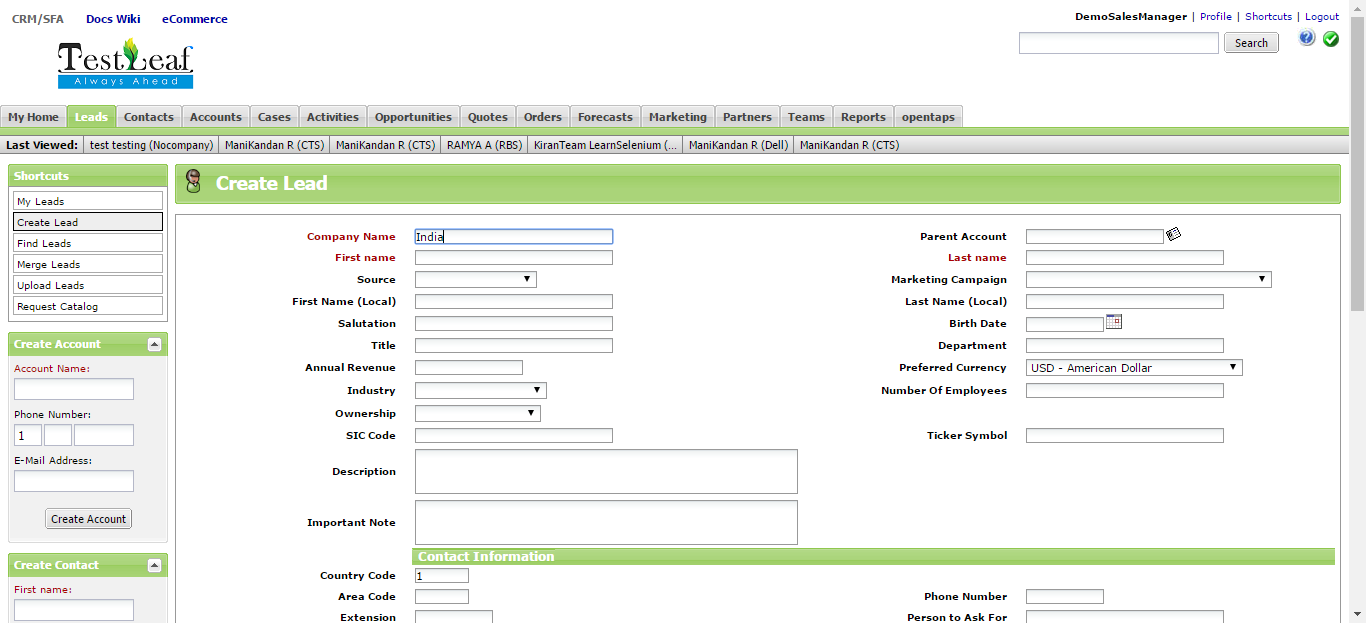 CRM/SFA Docs Wiki eCommerce
DemoSalesManager | Profile | Shortcuts | Logout
TestLeaf
Always Ahead
Search
My Home Leads Contacts Accounts Cases Activities Opportunities Quotes Orders Forecasts Marketing Partners Teams Reports opentaps
Last Viewed: test testing (Nocompany) ManiKandan R (CTS) ManiKandan R (CTS) RAMYA A (RBS) KiranTeam LearnSelenium (... ManiKandan R (Dell) ManiKandan R (CTS)
Shortcuts
My Leads
Create Lead
Find Leads
Merge Leads
Upload Leads
Request Catalog
Create Account
Account Name:
Phone Number:
1
E-Mail Address:
Create Account
Create Contact
First name:
Create Lead
Company Name India Parent Account
First name Last name
Source Marketing Campaign
First Name (Local) Last Name (Local)
Salutation Birth Date
Title Department
Annual Revenue Preferred Currency USD - American Dollar
Industry Number Of Employees
Ownership
SIC Code Ticker Symbol
Description
Important Note
Contact Information
Country Code 1
Area Code Phone Number
Extension Person to Ask For